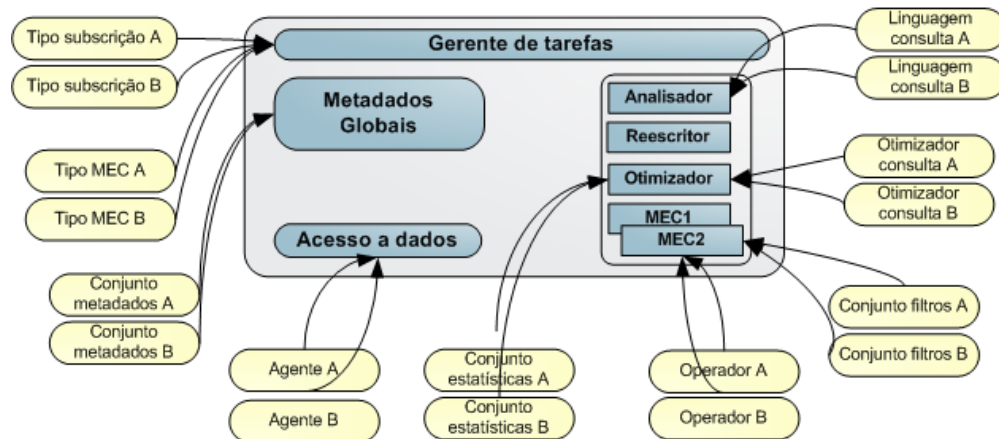 Tipo subscrição A
Tipo subscrição B
Tipo MEC A
Tipo MEC B
Conjunto
metadados A
Conjunto
metadados B
Gerente de tarefas
Metadados
Globais
Acesso a dados
Analisador
Reescritor
Otimizador
MEC1
MEC2
Linguagem
consulta A
Linguagem
consulta B
Otimizador
consulta A
Otimizador
consulta B
Conjunto filtros A
Conjunto filtros B
Agente A
Agente B
Conjunto
estatísticas A
Conjunto
estatísticas B
Operador A
Operador B